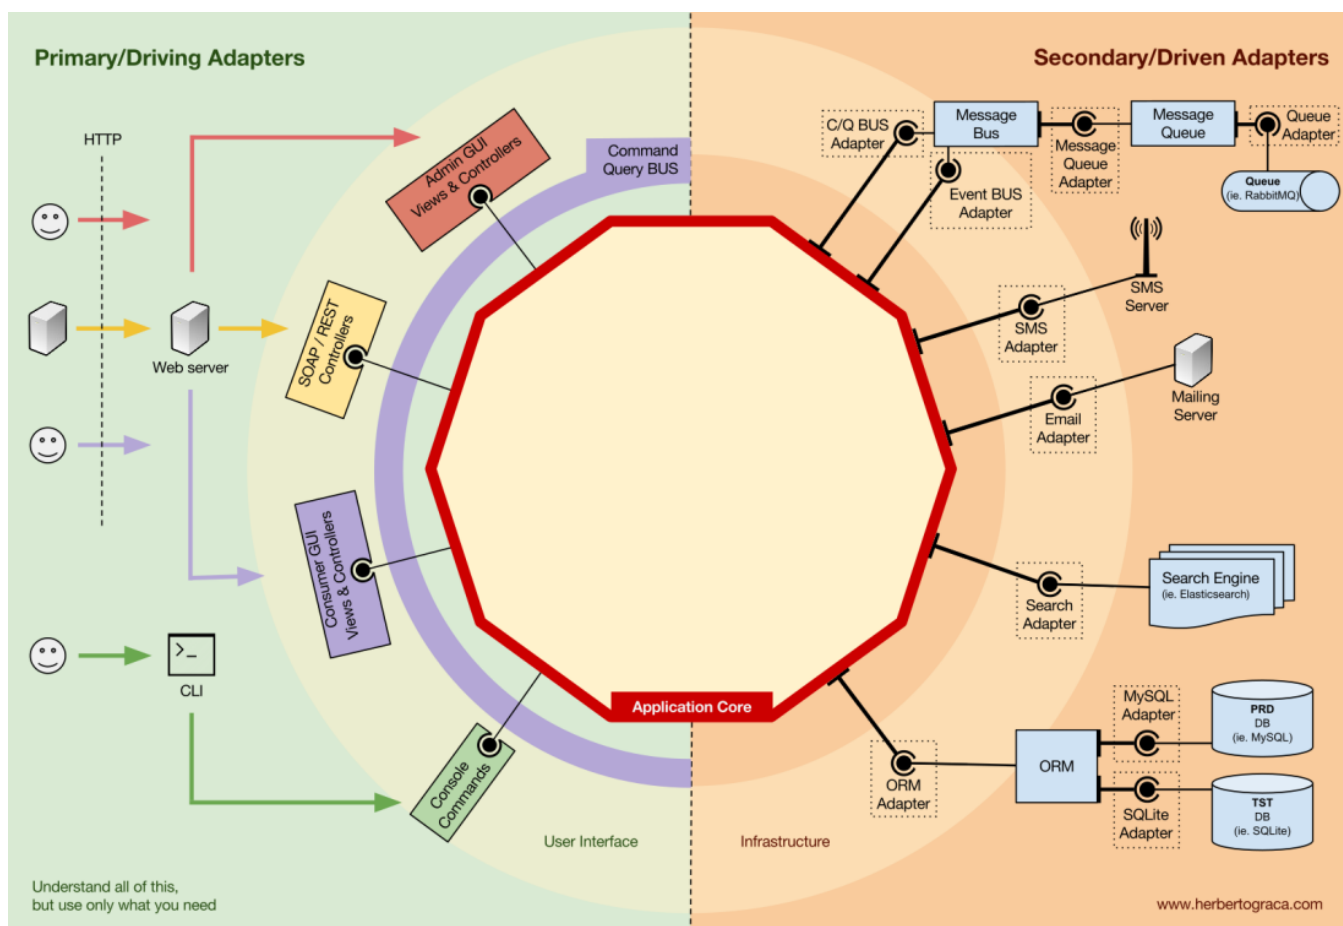 Primary/Driving Adapters
Secondary/Driven Adapters
HTTP
Web server
CLI
Admin GUI
Views & Controllers
SOAP / REST
Controllers
Consumer GUI
Views & Controllers
Console
Commands
Command
Query BUS
Application Core
User Interface
Infrastructure
C/Q BUS
Adapter
Message
Bus
Event BUS
Adapter
Message
Queue
Adapter
Message
Queue
Queue
Adapter
Queue
(ie. RabbitMQ)
SMS
Server
SMS
Adapter
Mailing
Server
Email
Adapter
Search Engine
(ie. Elasticsearch)
Search
Adapter
ORM
Adapter
ORM
MySQL
Adapter
PRD
DB
(ie. MySQL)
SQLite
Adapter
TST
DB
(ie. SQLite)
Understand all of this,
but use only what you need
www.herbertograca.com